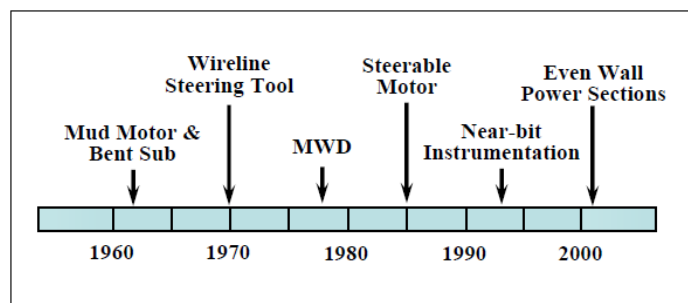 Wireline
Steering Tool
Steerable
Motor
Even Wall
Power Sections
Mud Motor &
Bent Sub
MWD
Near-bit
Instrumentation
1960
1970
1980
1990
2000